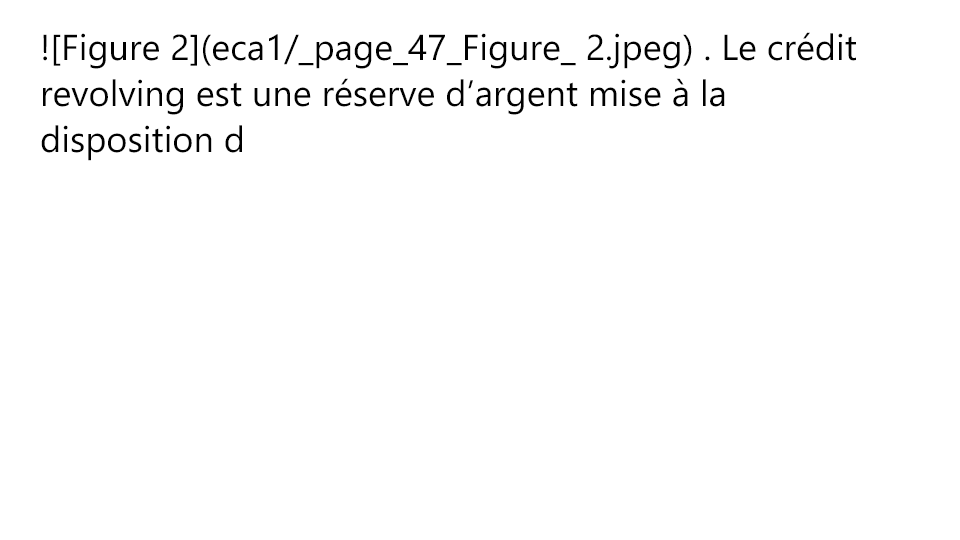 ![Figure 2](eca1/_page_47_Figure_ 2.jpeg) . Le crédit
revolving est une réserve d’argent mise à la
disposition d